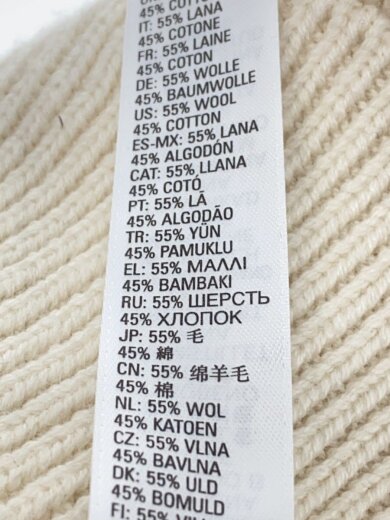 45% COTTON
IT: 55% LANA
45% COTONE
FR: 55% LAINE
45% COTON
DE: 55% WOLLE
45% BAUMWOLLE
US: 55% WOOL
45% COTTON
ES-MX: 55% LANA
45% ALGODÓN
CAT: 55% LLANA
45% COTÓ
PT: 55% LÃ
45% ALGODÃO
TR: 55% YÜN
45% PAMUKLU
EL: 55% ΜΑΛΛΙ
45% ΒΑΜΒΑΚΙ
RU: 55% ШЕРСТЬ
45% ХЛОПОК
JP: 55% 毛
45% 綿
CN: 55% 绵羊毛
45% 棉
NL: 55% WOL
45% KATOEN
CZ: 55% VLNA
45% BAVLNA
DK: 55% ULD
45% BOMULD
FI: 55%